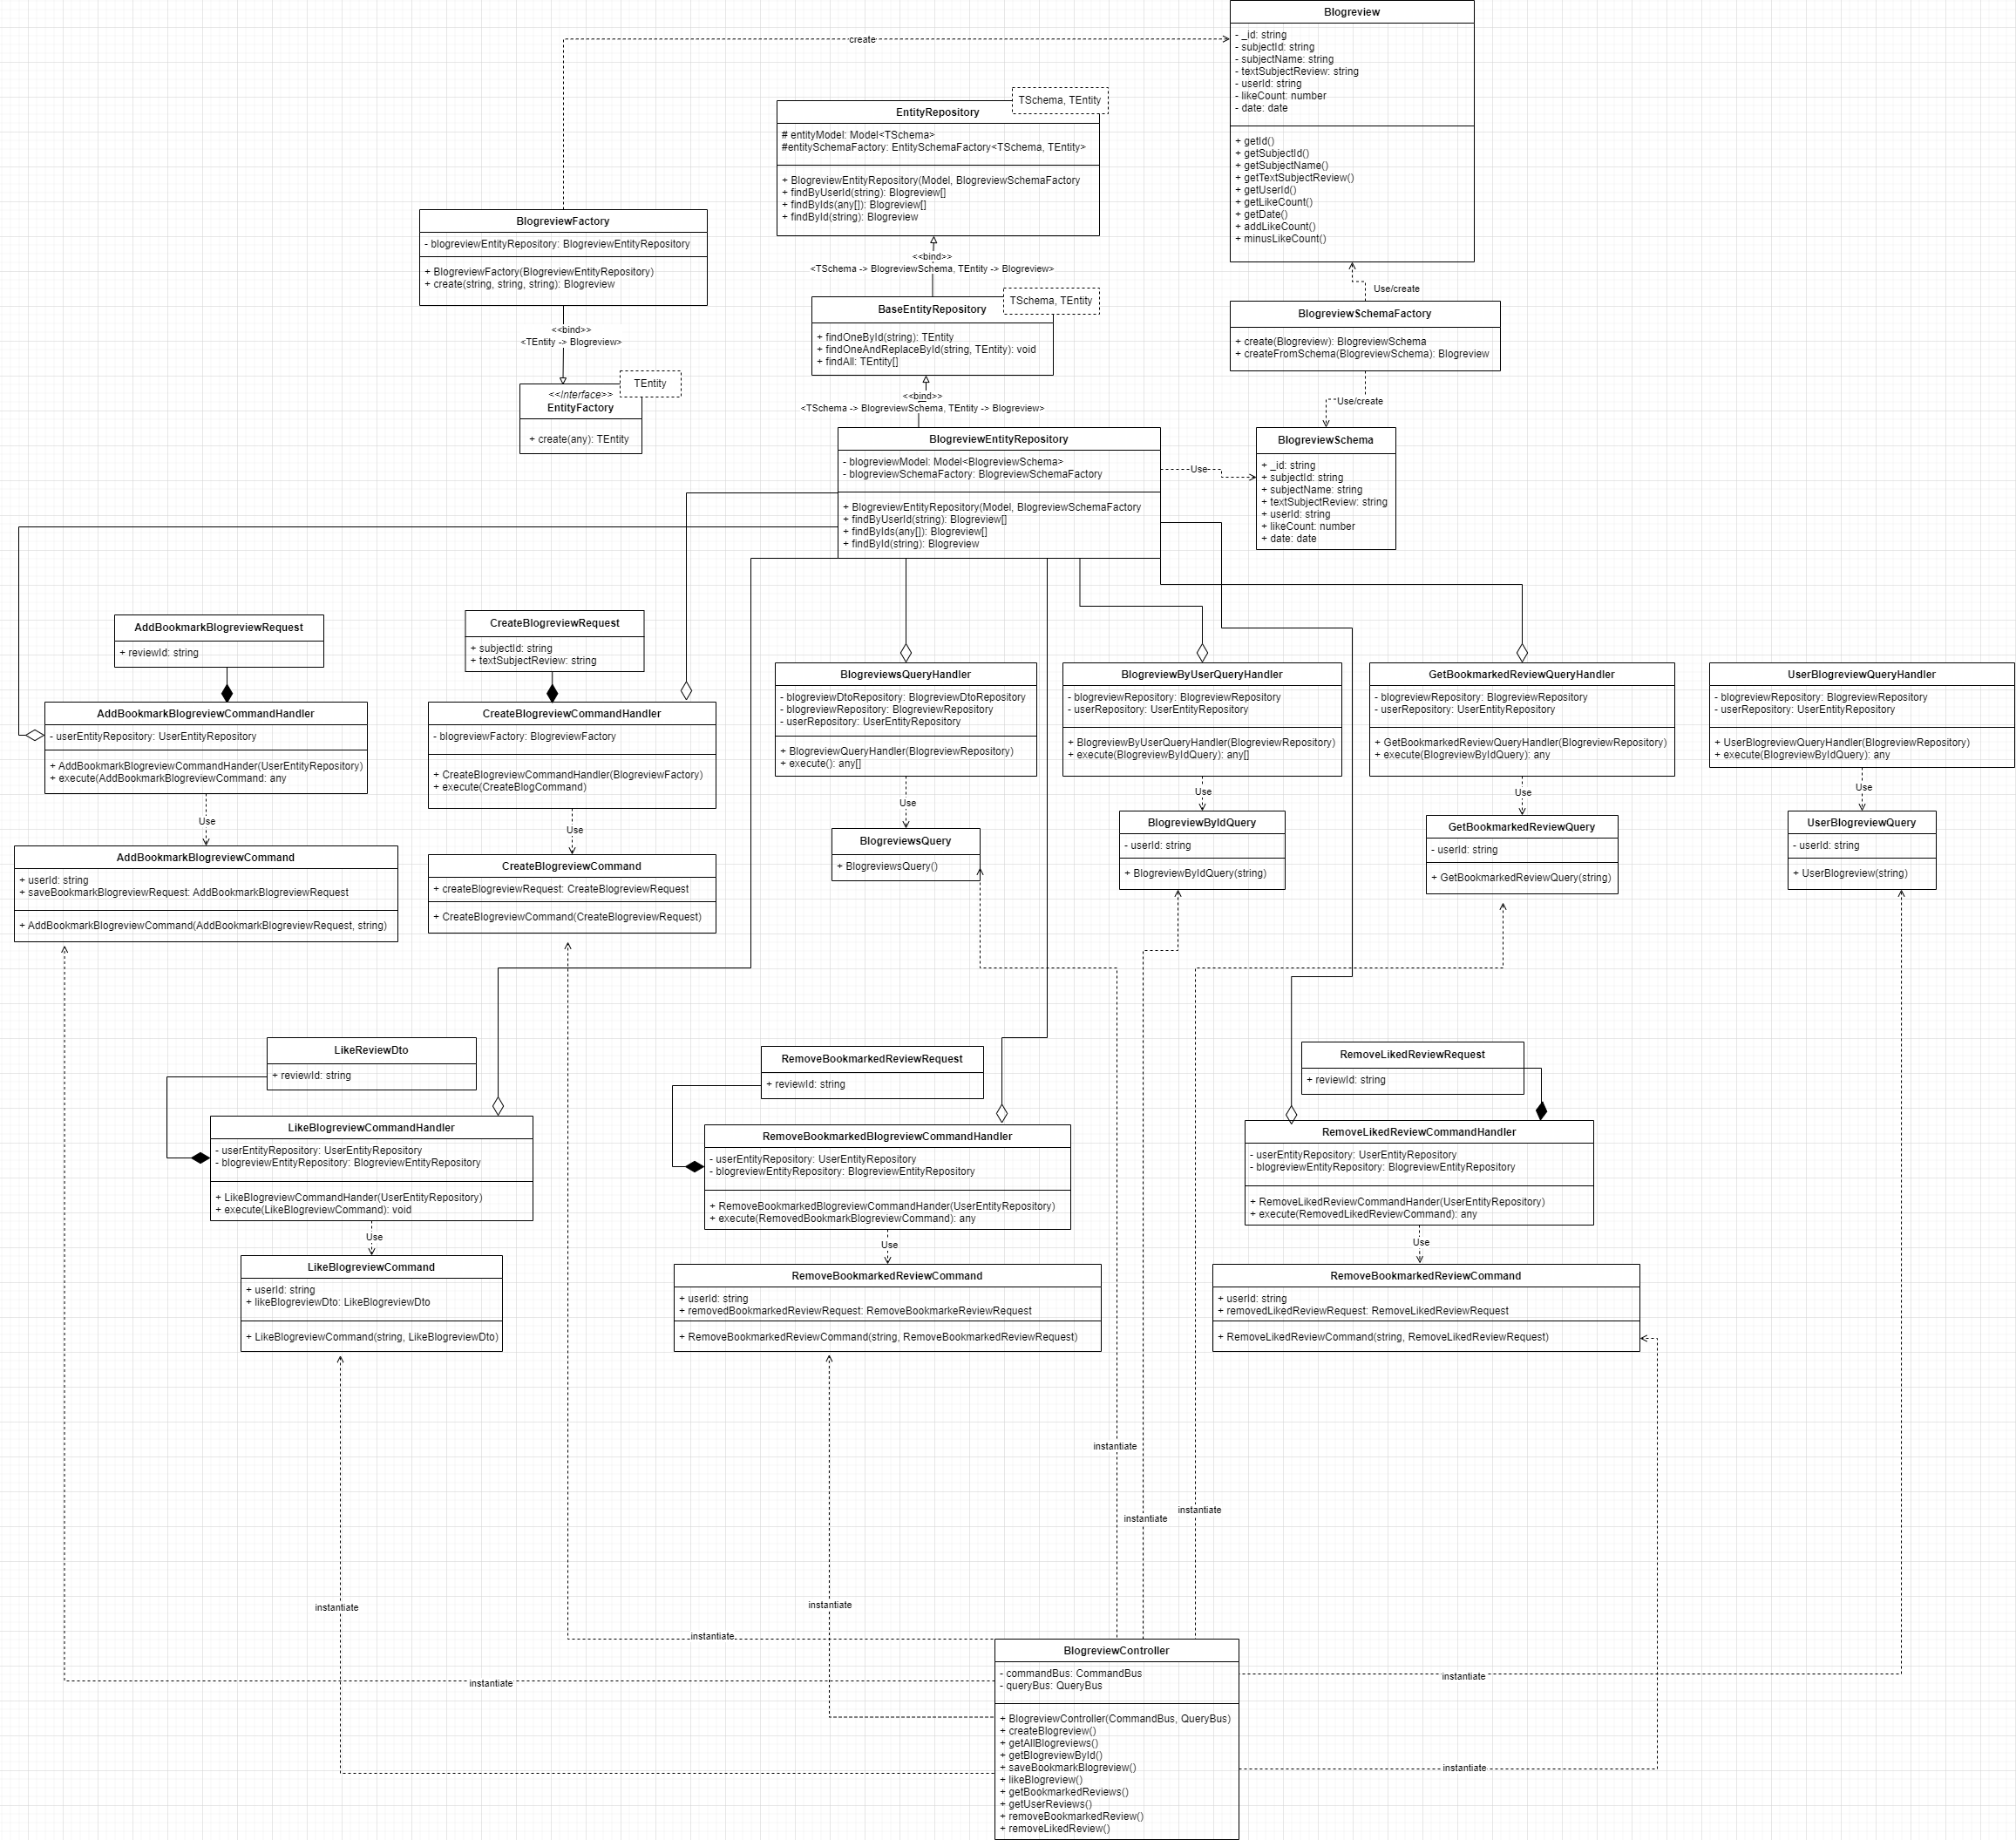 Blogreview
- _id: string
- subjectId: string
- subjectName: string
- textSubjectReview: string
- userId: string
- likeCount: number
- date: date
+ getId()
+ getSubjectId()
+ getSubjectName()
+ getTextSubjectReview()
+ getUserId()
+ getLikeCount()
+ getDate()
+ addLikeCount()
+ minusLikeCount()
create
TSchema, TEntity
EntityRepository
# entityModel: Model<TSchema>
#entitySchemaFactory: EntitySchemaFactory<TSchema, TEntity>
+ BlogreviewEntityRepository(Model, BlogreviewSchemaFactory
+ findByUserId(string): Blogreview[]
+ findByIds(any[]): Blogreview[]
+ findById(string): Blogreview
BlogreviewFactory
- blogreviewEntityRepository: BlogreviewEntityRepository
+ BlogreviewFactory(BlogreviewEntityRepository)
+ create(string, string, string): Blogreview
<<bind>>
<TSchema -> BlogreviewSchema, TEntity -> Blogreview>
Use/create
TSchema, TEntity
BaseEntityRepository
+ findOneById(string): TEntity
+ findOneAndReplaceById(string, TEntity): void
+ findAll: TEntity[]
BlogreviewSchemaFactory
+ create(Blogreview): BlogreviewSchema
+ createFromSchema(BlogreviewSchema): Blogreview
<<bind>>
<TEntity -> Blogreview>
TEntity
<<Interface>>
EntityFactory
+ create(any): TEntity
<<bind>>
<TSchema -> BlogreviewSchema, TEntity -> Blogreview>
Use/create
BlogreviewEntityRepository
- blogreviewModel: Model<BlogreviewSchema>
- blogreviewSchemaFactory: BlogreviewSchemaFactory
+ BlogreviewEntityRepository(Model, BlogreviewSchemaFactory
+ findByUserId(string): Blogreview[]
+ findByIds(any[]): Blogreview[]
+ findById(string): Blogreview
Use
BlogreviewSchema
+ _id: string
+ subjectId: string
+ subjectName: string
+ textSubjectReview: string
+ userId: string
+ likeCount: number
+ date: date
AddBookmarkBlogreviewRequest
+ reviewId: string
CreateBlogreviewRequest
+ subjectId: string
+ textSubjectReview: string
AddBookmarkBlogreviewCommandHandler
- userEntityRepository: UserEntityRepository
+ AddBookmarkBlogreviewCommandHander(UserEntityRepository)
+ execute(AddBookmarkBlogreviewCommand: any
CreateBlogreviewCommandHandler
- blogreviewFactory: BlogreviewFactory
+ CreateBlogreviewCommandHandler(BlogreviewFactory)
+ execute(CreateBlogCommand)
BlogreviewsQueryHandler
- blogreviewDtoRepository: BlogreviewDtoRepository
- blogreviewRepository: BlogreviewRepository
- userRepository: UserEntityRepository
+ BlogreviewQueryHandler(BlogreviewRepository)
+ execute(): any[]
BlogreviewByUserQueryHandler
- blogreviewRepository: BlogreviewRepository
- userRepository: UserEntityRepository
+ BlogreviewByUserQueryHandler(BlogreviewRepository)
+ execute(BlogreviewByIdQuery): any[]
GetBookmarkedReviewQueryHandler
- blogreviewRepository: BlogreviewRepository
- userRepository: UserEntityRepository
+ GetBookmarkedReviewQueryHandler(BlogreviewRepository)
+ execute(BlogreviewByIdQuery): any
UserBlogreviewQueryHandler
- blogreviewRepository: BlogreviewRepository
- userRepository: UserEntityRepository
+ UserBlogreviewQueryHandler(BlogreviewRepository)
+ execute(BlogreviewByIdQuery): any
Use
Use
Use
Use
Use
Use
AddBookmarkBlogreviewCommand
+ userId: string
+ saveBookmarkBlogreviewRequest: AddBookmarkBlogreviewRequest
+ AddBookmarkBlogreviewCommand(AddBookmarkBlogreviewRequest, string)
CreateBlogreviewCommand
+ createBlogreviewRequest: CreateBlogreviewRequest
+ CreateBlogreviewCommand(CreateBlogreviewRequest)
BlogreviewsQuery
+ BlogreviewsQuery()
BlogreviewByIdQuery
- userId: string
+ BlogreviewByIdQuery(string)
GetBookmarkedReviewQuery
- userId: string
+ GetBookmarkedReviewQuery(string)
UserBlogreviewQuery
- userId: string
+ UserBlogreview(string)
LikeReviewDto
+ reviewId: string
RemoveBookmarkedReviewRequest
+ reviewId: string
RemoveLikedReviewRequest
+ reviewId: string
LikeBlogreviewCommandHandler
- userEntityRepository: UserEntityRepository
- blogreviewEntityRepository: BlogreviewEntityRepository
+ LikeBlogreviewCommandHander(UserEntityRepository)
+ execute(LikeBlogreviewCommand): void
RemoveBookmarkedBlogreviewCommandHandler
- userEntityRepository: UserEntityRepository
- blogreviewEntityRepository: BlogreviewEntityRepository
+ RemoveBookmarkedBlogreviewCommandHander(UserEntityRepository)
+ execute(RemovedBookmarkBlogreviewCommand): any
RemoveLikedReviewCommandHandler
- userEntityRepository: UserEntityRepository
- blogreviewEntityRepository: BlogreviewEntityRepository
+ RemoveLikedReviewCommandHander(UserEntityRepository)
+ execute(RemovedLikedReviewCommand): any
Use
Use
Use
LikeBlogreviewCommand
+ userId: string
+ likeBlogreviewDto: LikeBlogreviewDto
+ LikeBlogreviewCommand(string, LikeBlogreviewDto)
RemoveBookmarkedReviewCommand
+ userId: string
+ removedBookmarkedReviewRequest: RemoveBookmarkeReviewRequest
+ RemoveBookmarkedReviewCommand(string, RemoveBookmarkedReviewRequest)
RemoveBookmarkedReviewCommand
+ userId: string
+ removedLikedReviewRequest: RemoveLikedReviewRequest
+ RemoveLikedReviewCommand(string, RemoveLikedReviewRequest)
instantiate
instantiate
instantiate
instantiate
instantiate
instantiate
instantiate
instantiate
instantiate
BlogreviewController
- commandBus: CommandBus
- queryBus: QueryBus
+ BlogreviewController(CommandBus, QueryBus)
+ createBlogreview()
+ getAllBlogreviews()
+ getBlogreviewById()
+ saveBookmarkBlogreview()
+ likeBlogreview()
+ getBookmarkedReviews()
+ getUserReviews()
+ removeBookmarkedReview()
+ removeLikedReview()